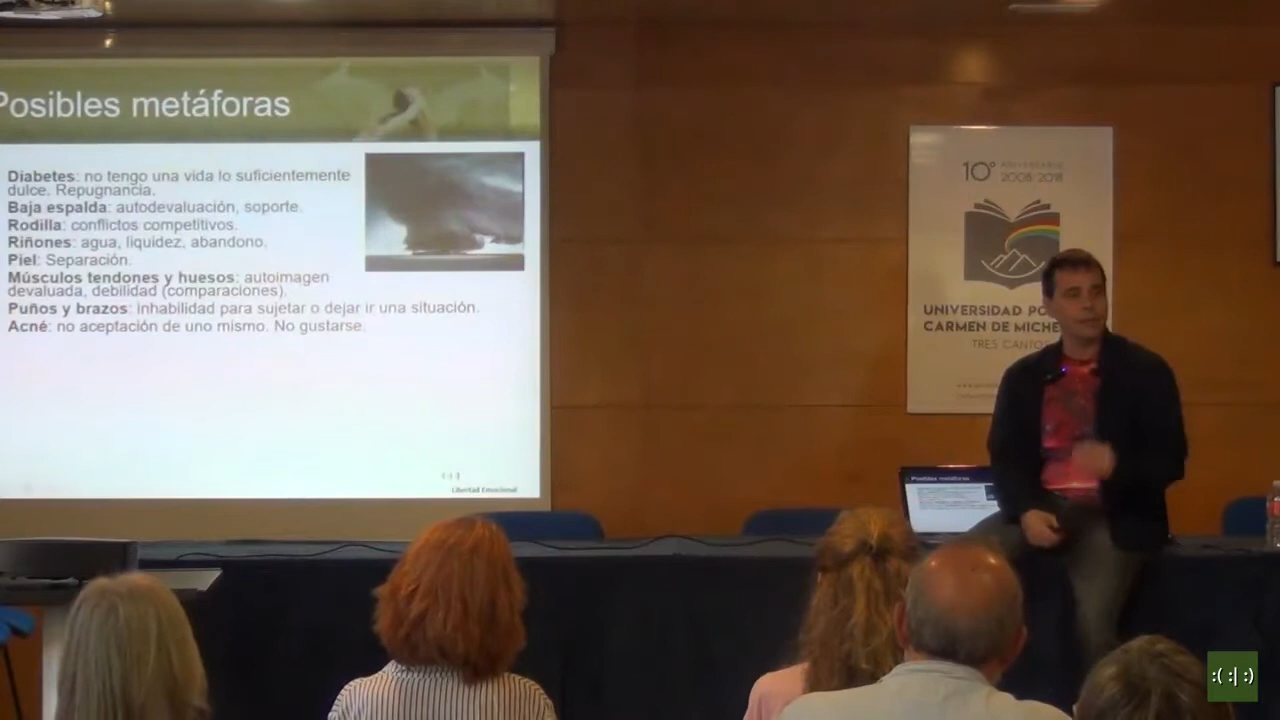 Posibles metáforas
Diabetes: no tengo una vida lo suficientemente
dulce. Repugnancia.
Baja espalda: autodevaluación, soporte.
Rodilla: conflictos competitivos.
Riñones: agua, liquidez, abandono.
Piel: Separación.
Músculos tendones y huesos: autoimagen
devaluada, debilidad (comparaciones).
Puños y brazos: inhabilidad para sujetar o dejar ir una situación.
Acné: no aceptación de uno mismo. No gustarse.
Libertad Emocional
10º ANIVERSARIO
2008-2018
UNIVERSIDAD PO
CARMEN DE MICHE
TRES CANTOS
Posibles metáforas
:( :| :)